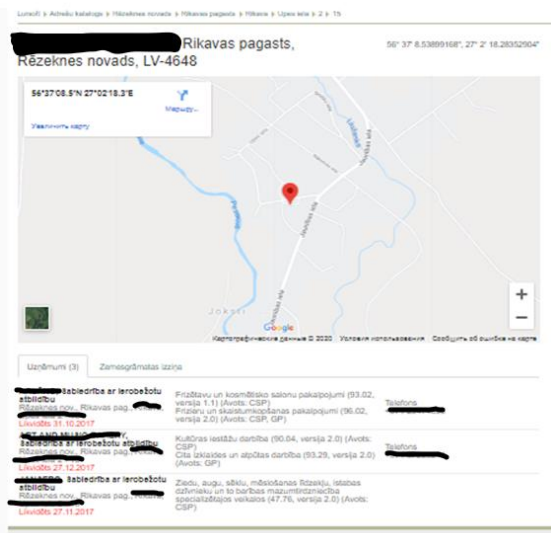 Lursoft ▸ Adrešu katalogs ▸ Rēzeknes novads ▸ Rikavas pagasts ▸ Rikava ▸ Upes iela ▸ 2 ▸ 15
Rikavas pagasts,
Rēzeknes novads, LV-4648
56° 37' 8.53899168", 27° 2' 18.28352904"
56°37'08.5"N 27°02'18.3"E
Маршру...
Увеличить карту
Jaunības iela
Jaunības iela
Jaunības iela
Joksti
Google
Картографические данные © 2020 Условия использования Сообщить об ошибке на карте
+
−
Uzņēmumi (3) Zemesgrāmatas izziņa
Sabiedrība ar ierobežotu
atbildību
Rēzeknes nov., Rikavas pag.,
Likvidēts 31.10.2017
Frizētavu un kosmētisko salonu pakalpojumi (93.02,
versija 1.1) (Avots: CSP)
Frizieru un skaistumkopšanas pakalpojumi (96.02,
versija 2.0) (Avots: CSP, GP)
Telefons
Sabiedrība ar ierobežotu atbildību
Rēzeknes nov., Rikavas pag.,
Likvidēts 27.12.2017
Kultūras iestāžu darbība (90.04, versija 2.0) (Avots:
CSP)
Cita izklaides un atpūtas darbība (93.29, versija 2.0)
(Avots: GP)
Telefons
Sabiedrība ar ierobežotu
atbildību
Rēzeknes nov., Rikavas pag.,
Likvidēts 27.11.2017
Ziedu, augu, sēklu, mēslošanas līdzekļu, istabas
dzīvnieku un to barības mazumtirdzniecība
specializētajos veikalos (47.76, versija 2.0) (Avots:
CSP)